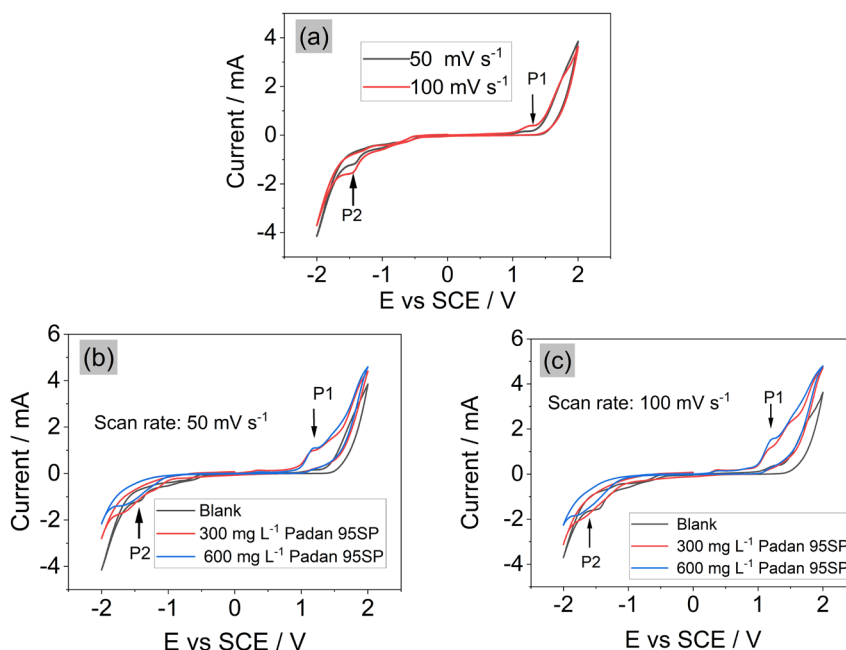 (a)
50 mV s⁻¹
100 mV s⁻¹
P1
P2
Current / mA
4
2
0
-2
-4
-2 -1 0 1 2
E vs SCE / V
(b)
Scan rate: 50 mV s⁻¹
P1
P2
Blank
300 mg L⁻¹ Padan 95SP
600 mg L⁻¹ Padan 95SP
Current / mA
6
4
2
0
-2
-4
-2 -1 0 1 2
E vs SCE / V
(c)
Scan rate: 100 mV s⁻¹
P1
P2
Blank
300 mg L⁻¹ Padan 95SP
600 mg L⁻¹ Padan 95SP
Current / mA
6
4
2
0
-2
-4
-2 -1 0 1 2
E vs SCE / V